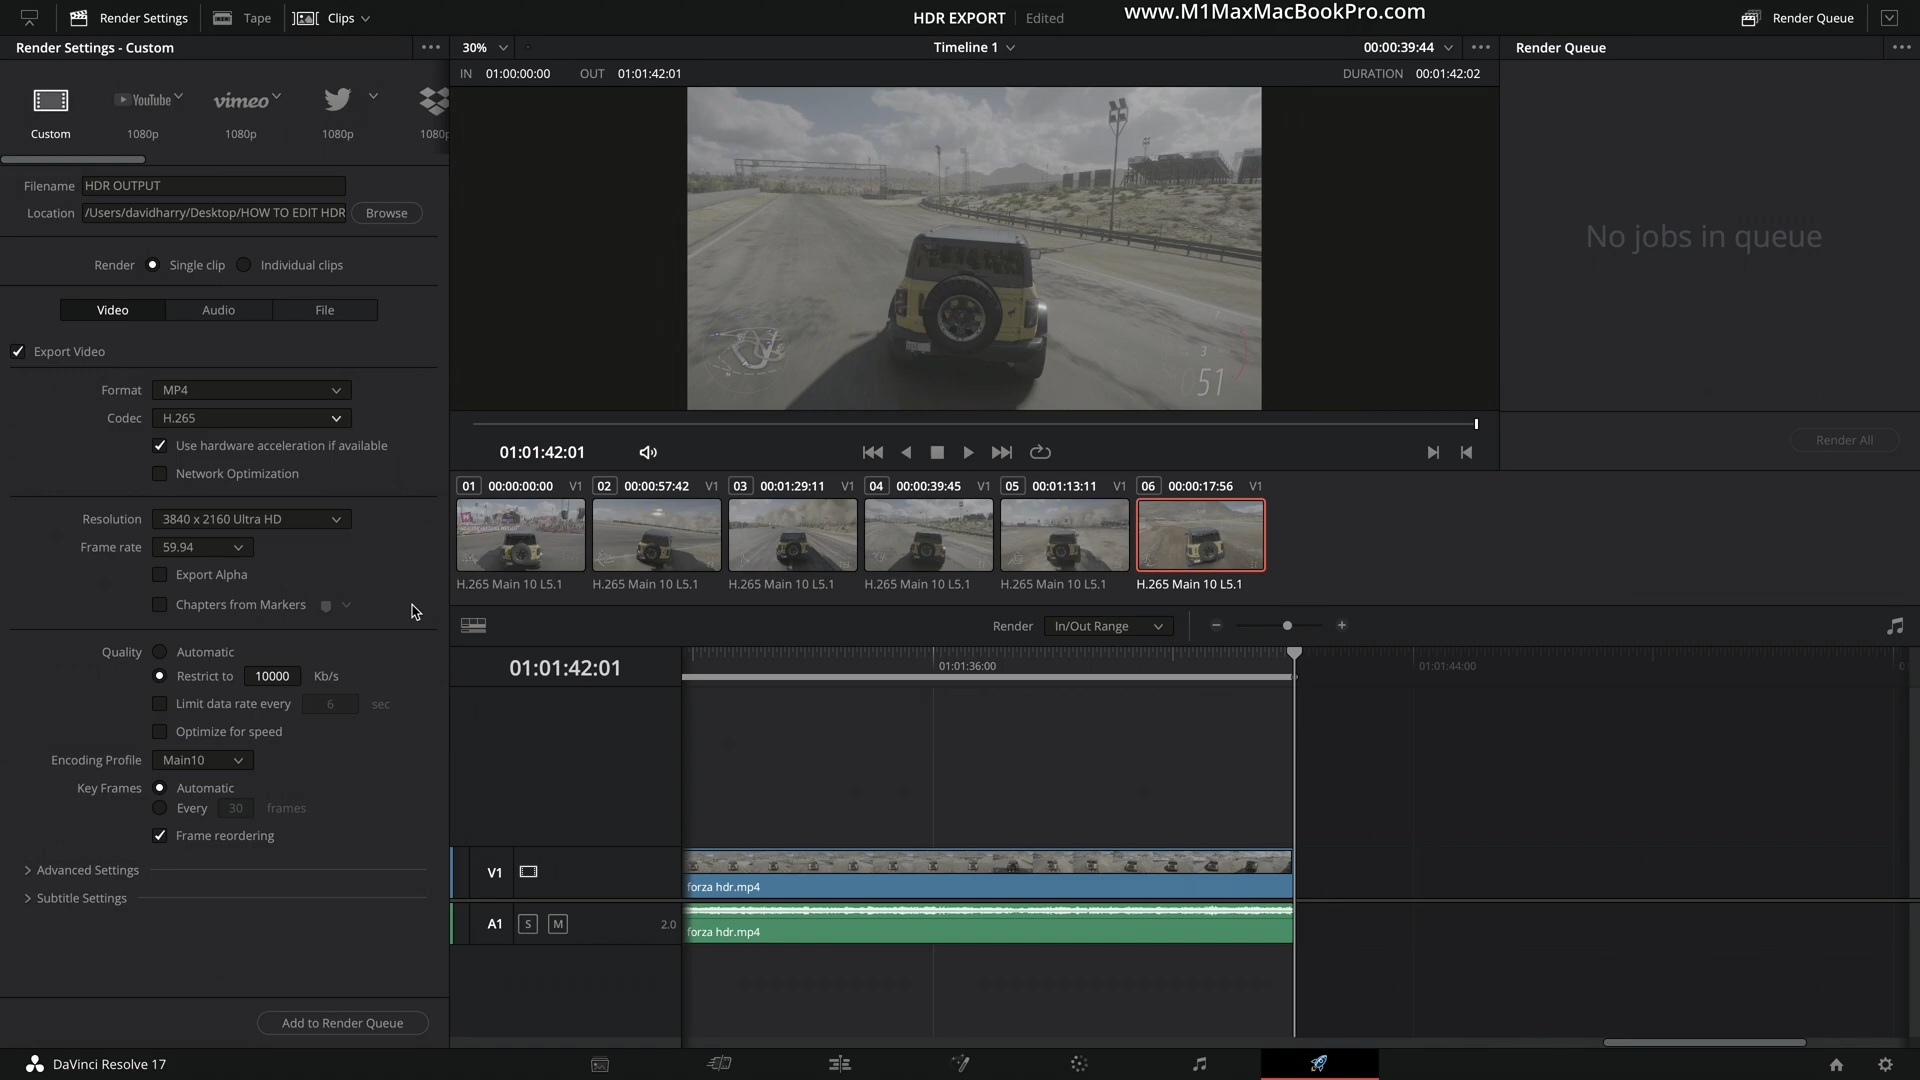 Render Settings
Tape
Clips
HDR EXPORT
Edited
www.M1MaxMacBookPro.com
Render Queue
Render Settings - Custom
30%
Timeline 1
00:00:39:44
Render Queue
IN 01:00:00:00 OUT 01:01:42:01
DURATION 00:01:42:02
YouTube
vimeo
Custom
1080p
1080p
1080p
1080p
Filename HDR OUTPUT
Location /Users/davidharry/Desktop/HOW TO EDIT HDR Browse
No jobs in queue
Render Single clip Individual clips
Video Audio File
3
51
Export Video
Format MP4
Codec H.265
Use hardware acceleration if available
Network Optimization
Render All
01:01:42:01
01 00:00:00:00 V1 02 00:00:57:42 V1 03 00:01:29:11 V1 04 00:00:39:45 V1 05 00:01:13:11 V1 06 00:00:17:56 V1
H.265 Main 10 L5.1 H.265 Main 10 L5.1 H.265 Main 10 L5.1 H.265 Main 10 L5.1 H.265 Main 10 L5.1 H.265 Main 10 L5.1
Resolution 3840 x 2160 Ultra HD
Frame rate 59.94
Export Alpha
Chapters from Markers
Render In/Out Range
01:01:42:01
01:01:36:00
01:01:44:00
Quality Automatic
Restrict to 10000 Kb/s
Limit data rate every 6 sec
Optimize for speed
Encoding Profile Main10
Key Frames Automatic
Every 30 frames
Frame reordering
Advanced Settings
Subtitle Settings
V1
forza hdr.mp4
A1 S M 2.0
forza hdr.mp4
Add to Render Queue
DaVinci Resolve 17